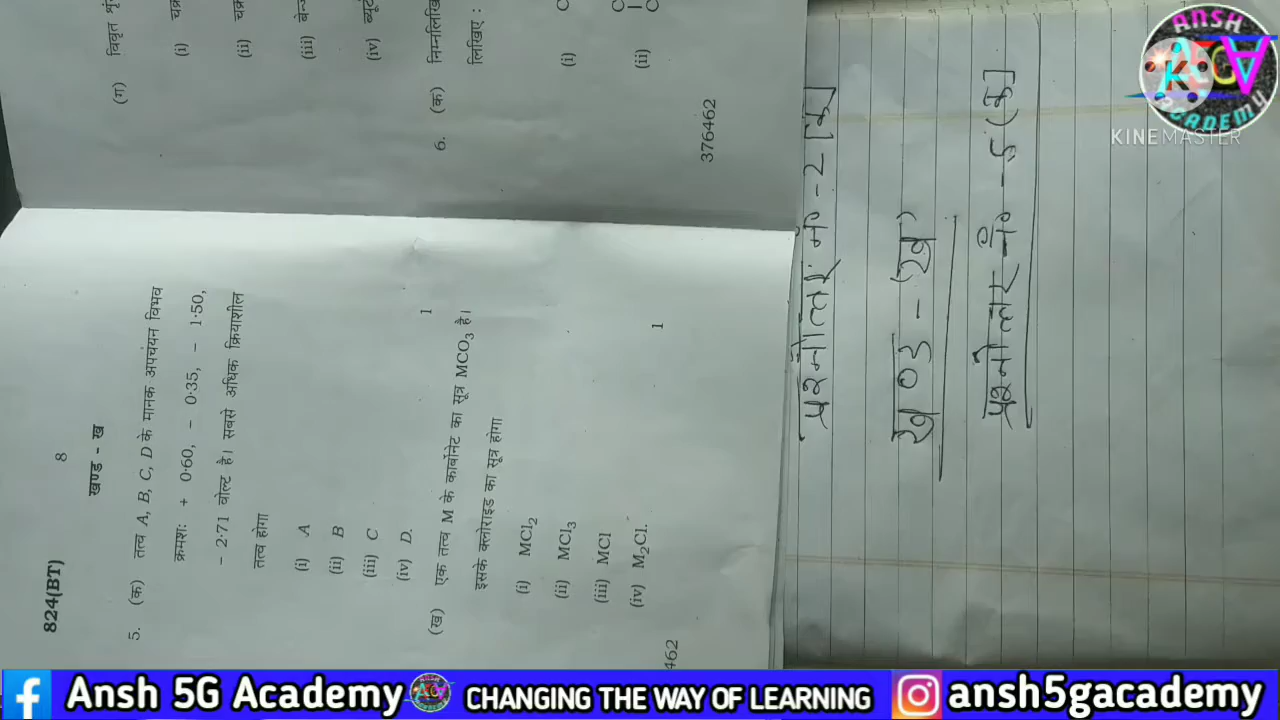 824(BT)
8
खण्ड - ख
5. (क) तत्व A, B, C, D के मानक अपचयन विभव
क्रमशः + 0·60, - 0·35, - 1·50,
- 2·71 वोल्ट है। सबसे अधिक क्रियाशील
तत्व होगा
(i) A
(ii) B
(iii) C
(iv) D.
1
(ख) एक तत्व M के कार्बोनेट का सूत्र MCO₃ है।
इसके क्लोराइड का सूत्र होगा
(i) MCl₂
(ii) MCl₃
(iii) MCl
(iv) M₂Cl.
1
462
(ग) विवृत
(i)
(ii)
(iii)
(iv)
6. (क)
लिखिए :
(i)
(ii)
376462
प्रश्नोत्तर नं० - 2 [क]
खण्ड - 'ख'
प्रश्नोत्तर नं० - 5 (क)
ANSH
5G
ACADEMY
KINEMASTER
Ansh 5G Academy
CHANGING THE WAY OF LEARNING
ansh5gacademy